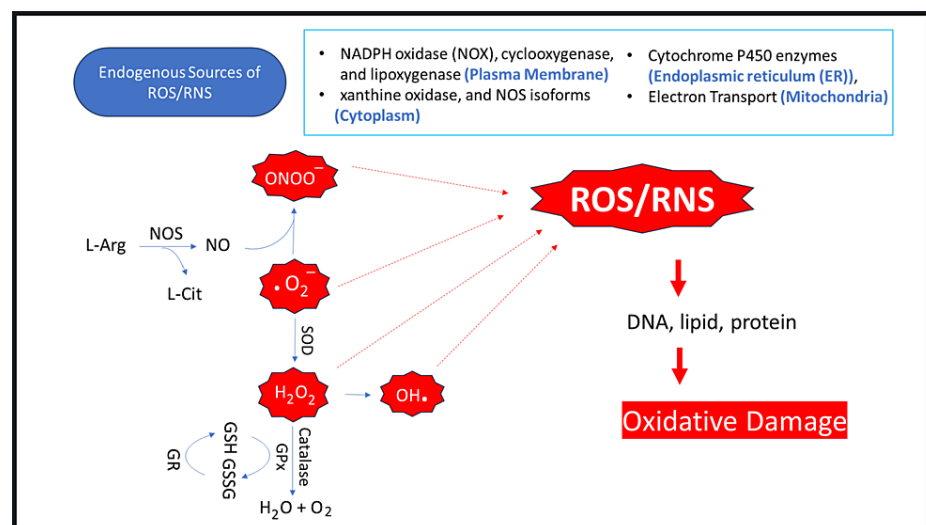 Endogenous Sources of
ROS/RNS
• NADPH oxidase (NOX), cyclooxygenase,
and lipoxygenase (Plasma Membrane)
• xanthine oxidase, and NOS isoforms
(Cytoplasm)
• Cytochrome P450 enzymes
(Endoplasmic reticulum (ER)),
• Electron Transport (Mitochondria)
ONOO⁻
ROS/RNS
L-Arg
NOS
NO
L-Cit
·O₂⁻
SOD
DNA, lipid, protein
H₂O₂
OH•
Oxidative Damage
GR
GSH GSSG
GPx
Catalase
H₂O + O₂